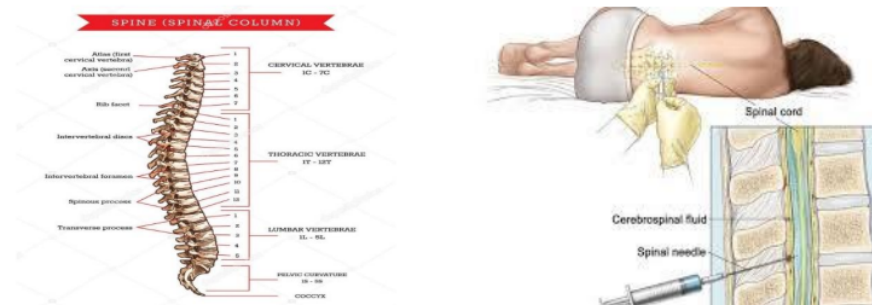 SPINE (SPINAL COLUMN)
Atlas (first
cervical vertebra)
Axis (second
cervical vertebra)
Rib facet
Intervertebral discs
Intervertebral foramen
Spinous process
Transverse process
1
2
3
4
5
6
7
1
2
3
4
5
6
7
8
9
10
11
12
1
2
3
4
5
CERVICAL VERTEBRAE
1C - 7C
THORACIC VERTEBRAE
1T - 12T
LUMBAR VERTEBRAE
1L - 5L
PELVIC CURVATURE
1S - 5S
COCCYX
Spinal cord
Cerebrospinal fluid
Spinal needle